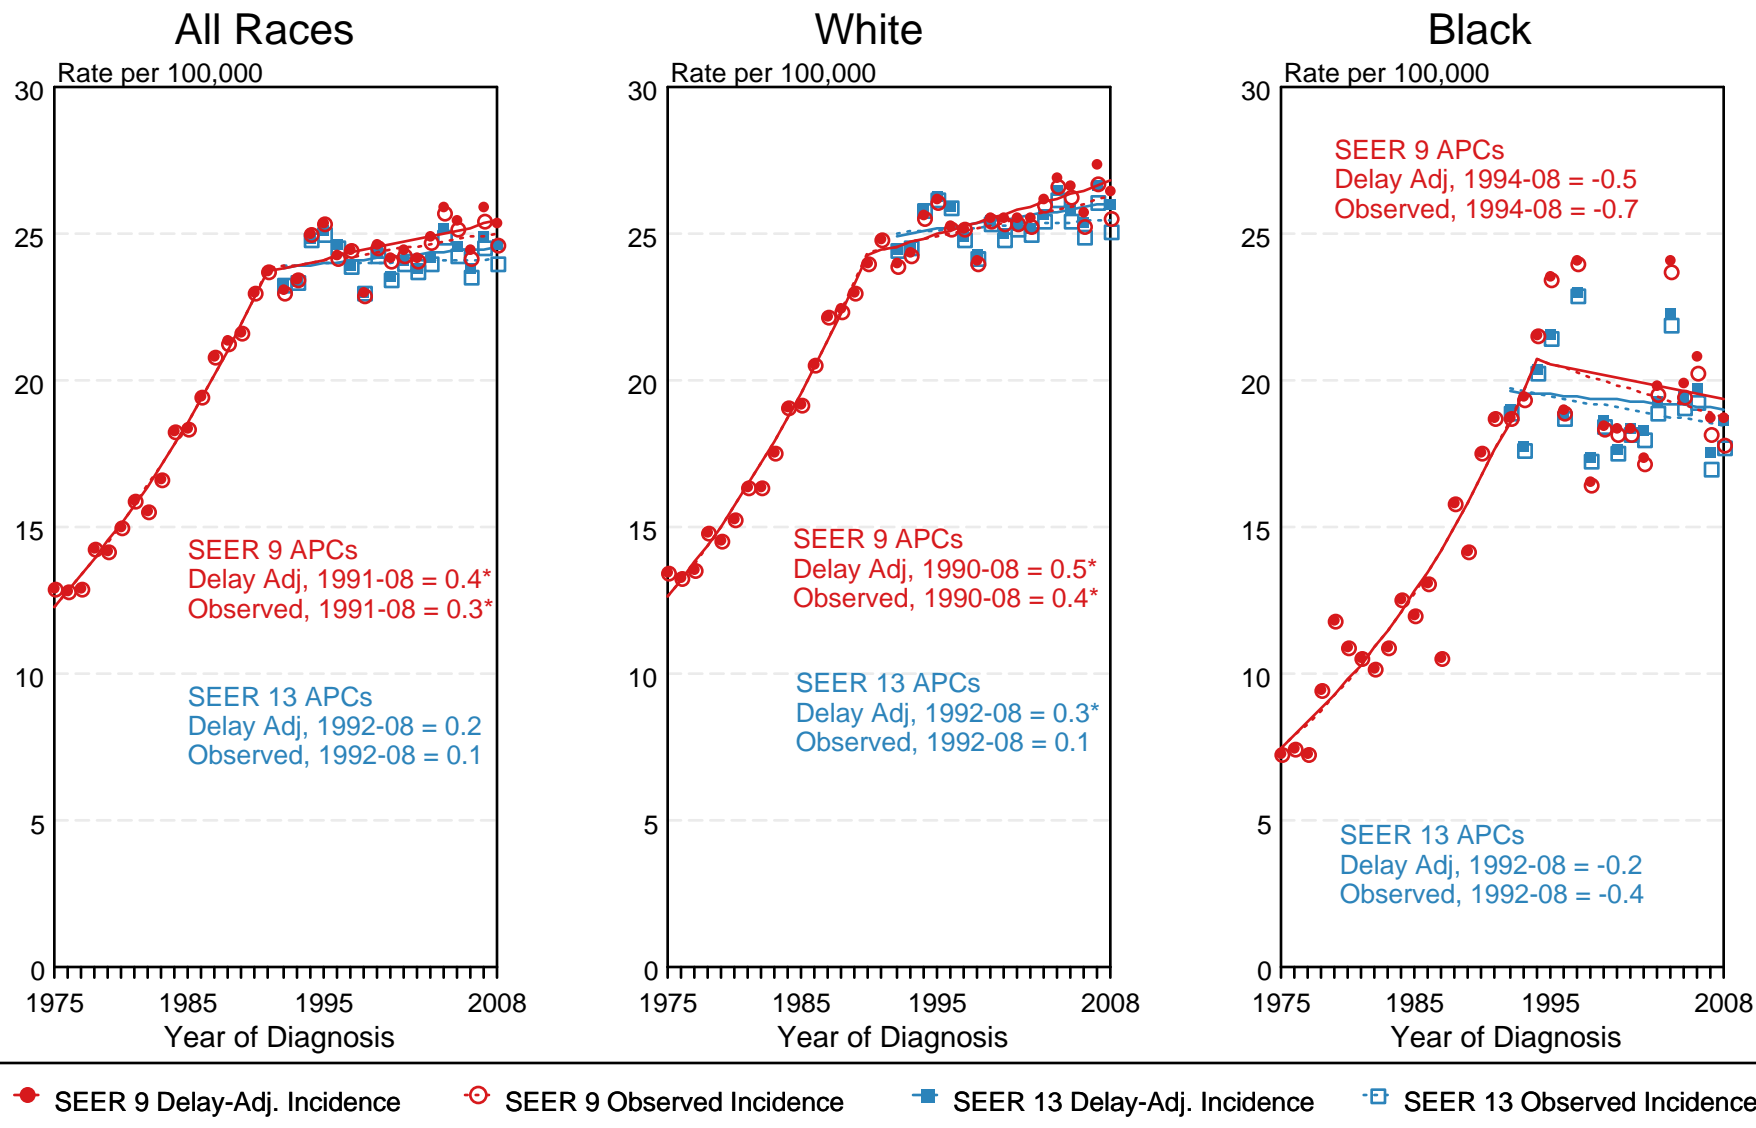 All Races
Rate per 100,000
30
25
20
15
10
5
0
SEER 9 APCs
Delay Adj, 1991-08 = 0.4*
Observed, 1991-08 = 0.3*
SEER 13 APCs
Delay Adj, 1992-08 = 0.2
Observed, 1992-08 = 0.1
1975 1985 1995 2008
Year of Diagnosis
White
Rate per 100,000
30
25
20
15
10
5
0
SEER 9 APCs
Delay Adj, 1990-08 = 0.5*
Observed, 1990-08 = 0.4*
SEER 13 APCs
Delay Adj, 1992-08 = 0.3*
Observed, 1992-08 = 0.1
1975 1985 1995 2008
Year of Diagnosis
Black
Rate per 100,000
30
25
20
15
10
5
0
SEER 9 APCs
Delay Adj, 1994-08 = -0.5
Observed, 1994-08 = -0.7
SEER 13 APCs
Delay Adj, 1992-08 = -0.2
Observed, 1992-08 = -0.4
1975 1985 1995 2008
Year of Diagnosis
SEER 9 Delay-Adj. Incidence SEER 9 Observed Incidence SEER 13 Delay-Adj. Incidence SEER 13 Observed Incidence